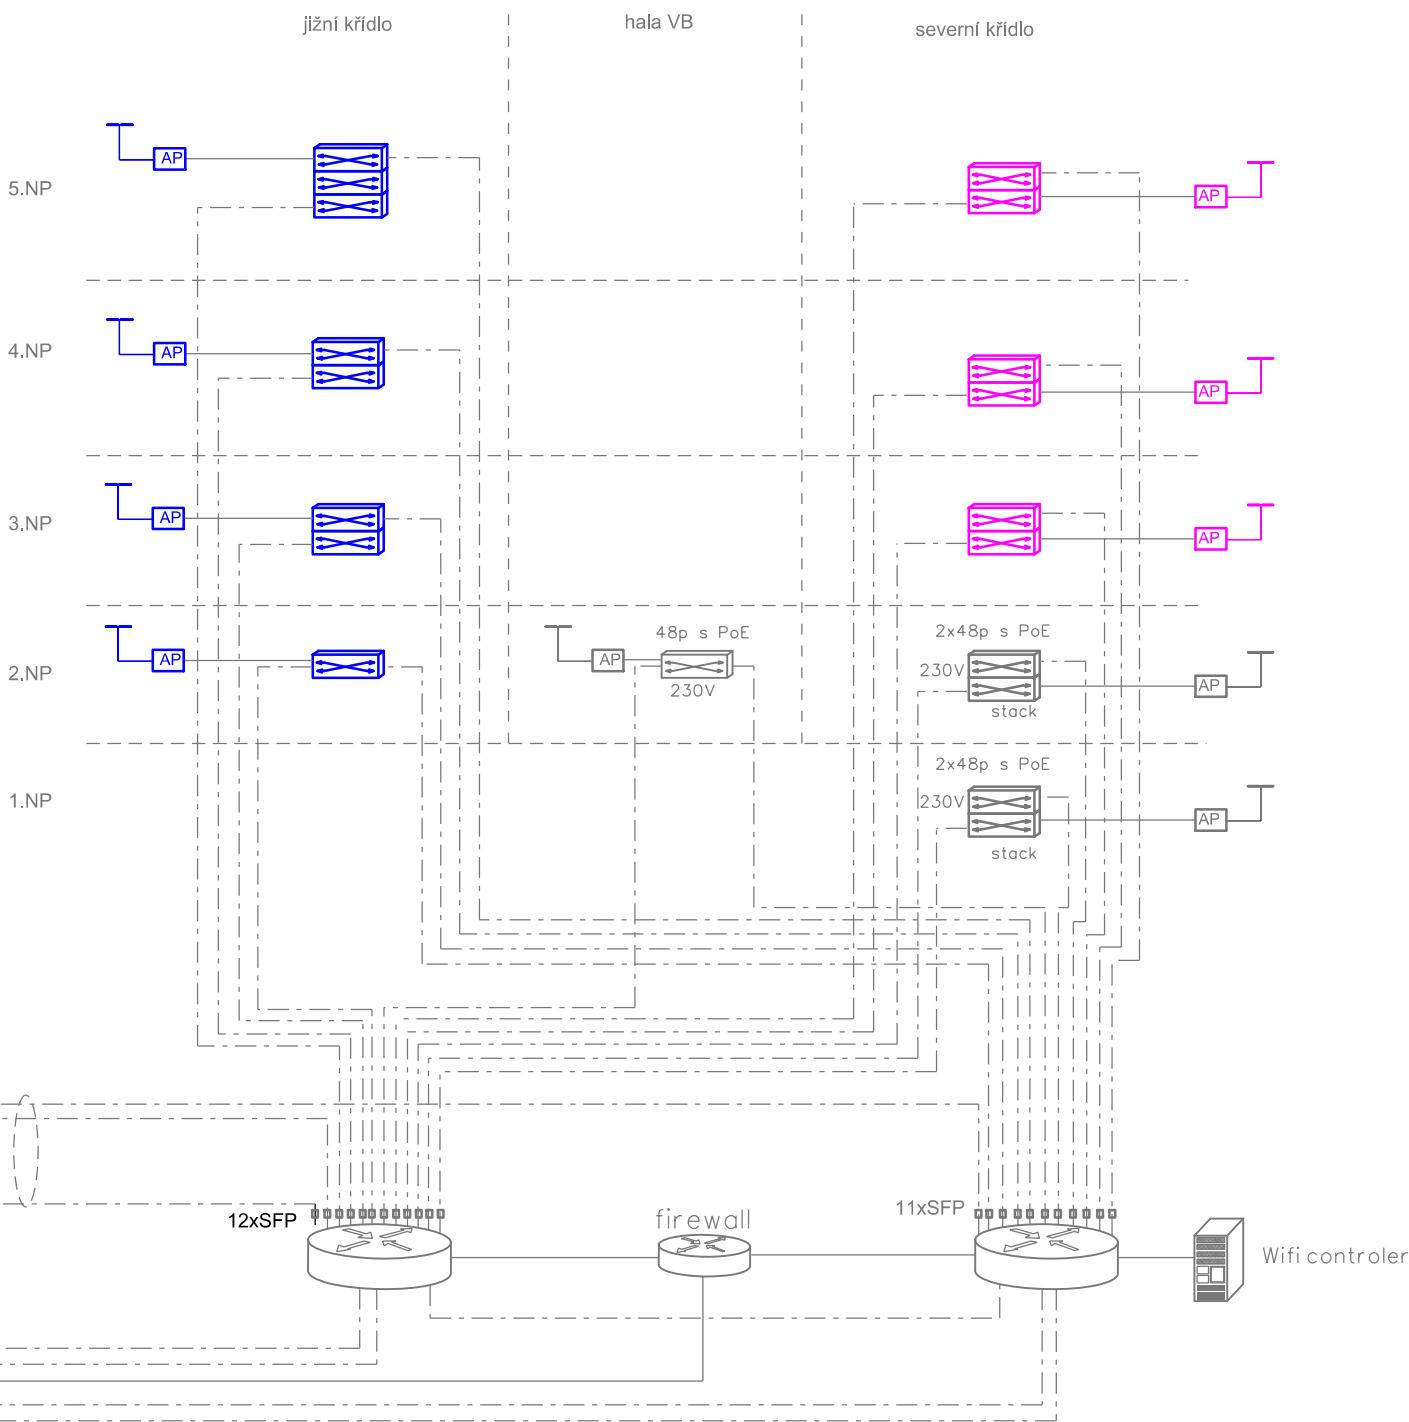 jižní křídlo
hala VB
severní křídlo
AP
5.NP
AP
4.NP
AP
AP
AP
3.NP
AP
AP
48p s PoE
2x48p s PoE
AP
AP
2.NP
230V
230V
AP
stack
2x48p s PoE
1.NP
230V
AP
stack
12xSFP
firewall
11xSFP
Wifi controler